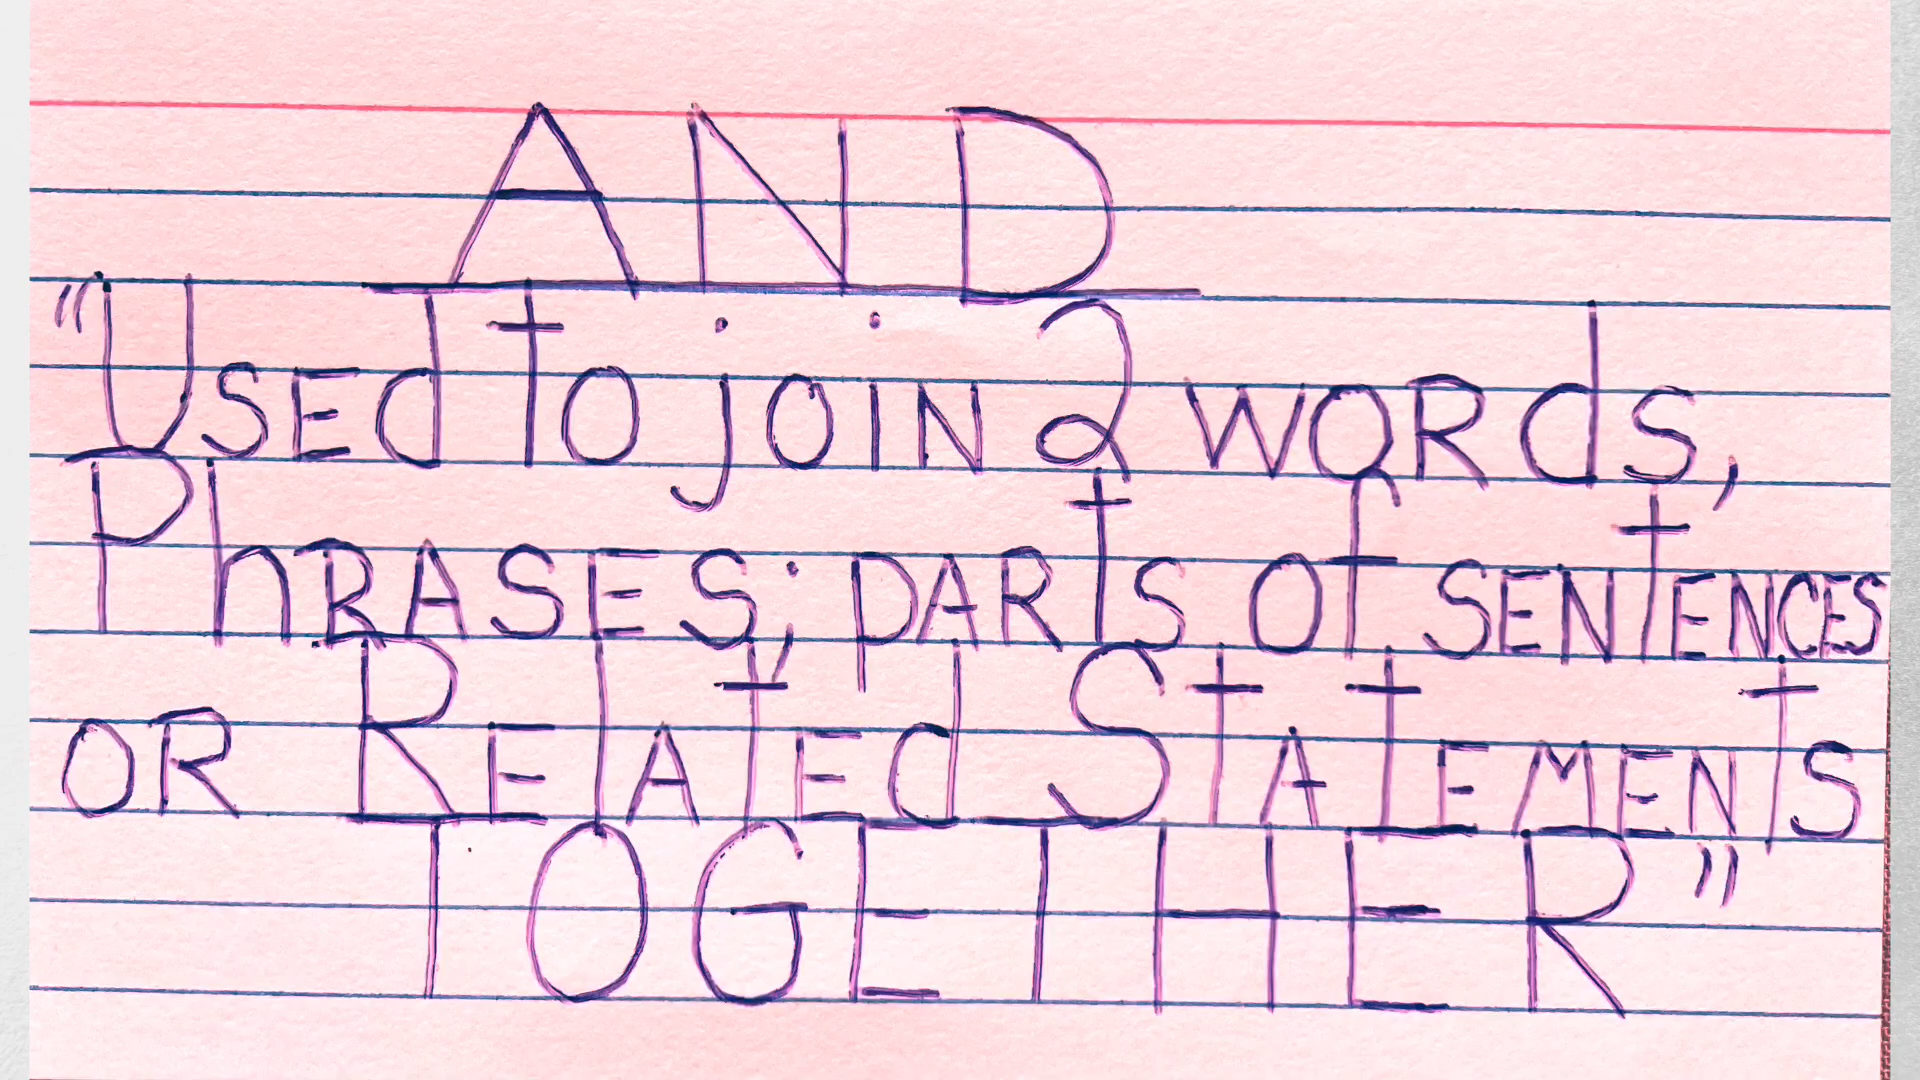 AND
"Used to join 2 words,
PhRASES; PARts of SENtENCES
OR RElAtEd StAtEMENtS
TOGETHER"